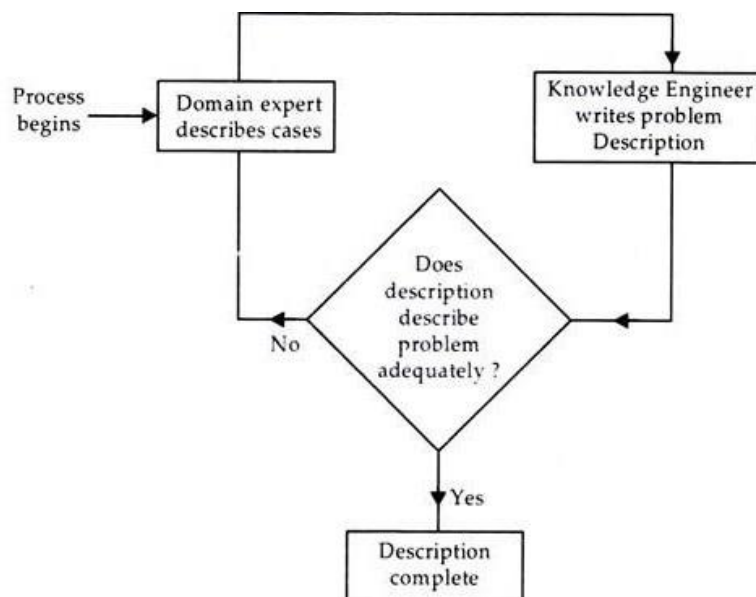 Process
begins
Domain expert
describes cases
Knowledge Engineer
writes problem
Description
Does
description
describe
problem
adequately ?
No
Yes
Description
complete